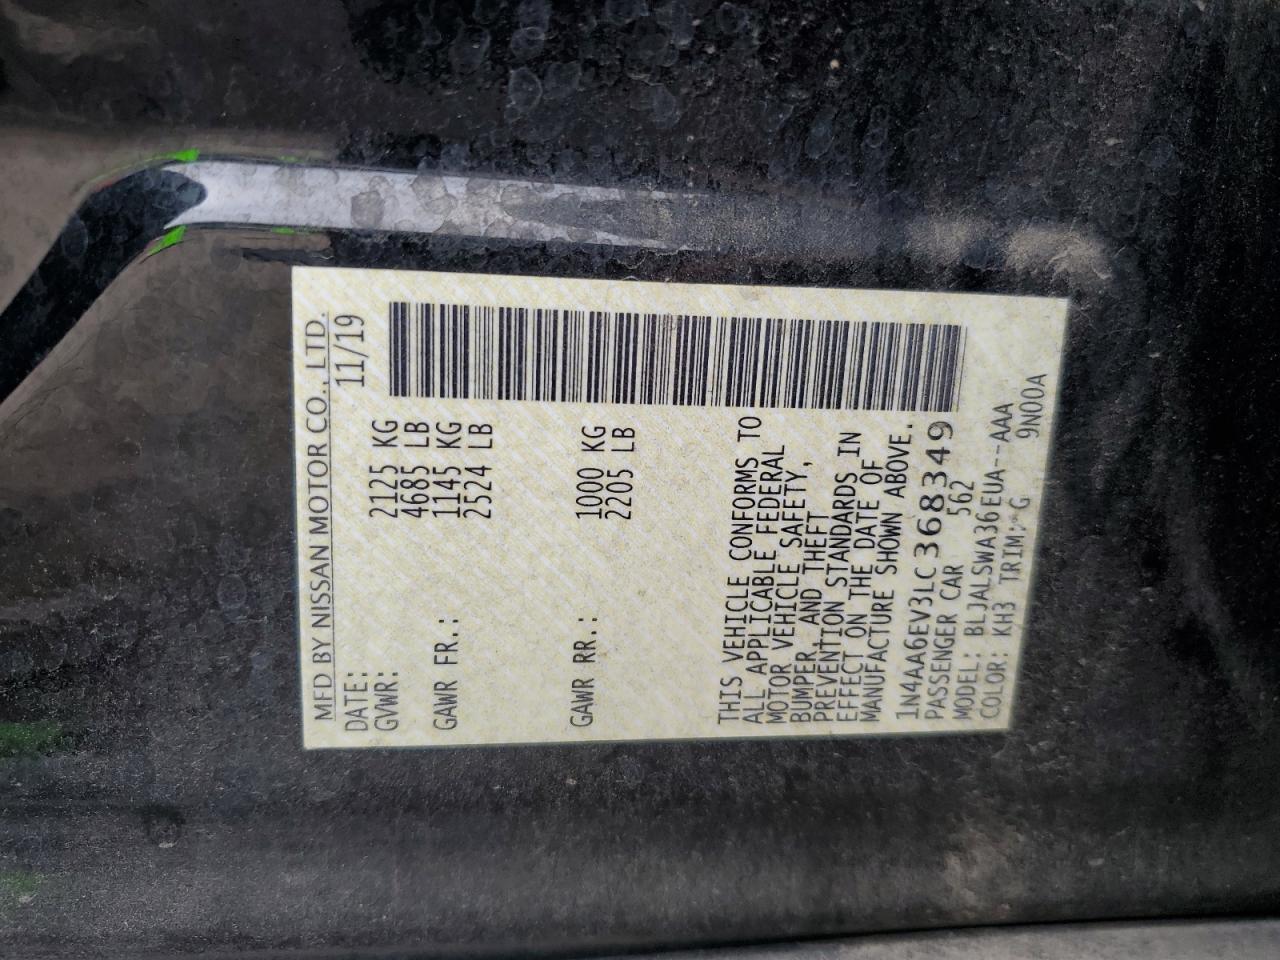 MFD BY NISSAN MOTOR CO., LTD.
DATE: 11/19
GVWR: 2125 KG
4685 LB
GAWR FR.: 1145 KG
2524 LB
GAWR RR.: 1000 KG
2205 LB
THIS VEHICLE CONFORMS TO
ALL APPLICABLE FEDERAL
MOTOR VEHICLE SAFETY,
BUMPER, AND THEFT
PREVENTION STANDARDS IN
EFFECT ON THE DATE OF
MANUFACTURE SHOWN ABOVE.
1N4AA6EV3LC368349
PASSENGER CAR 562
MODEL: BLJALSWA36EUA--AAA
COLOR: KH3 TRIM: G 9N00A